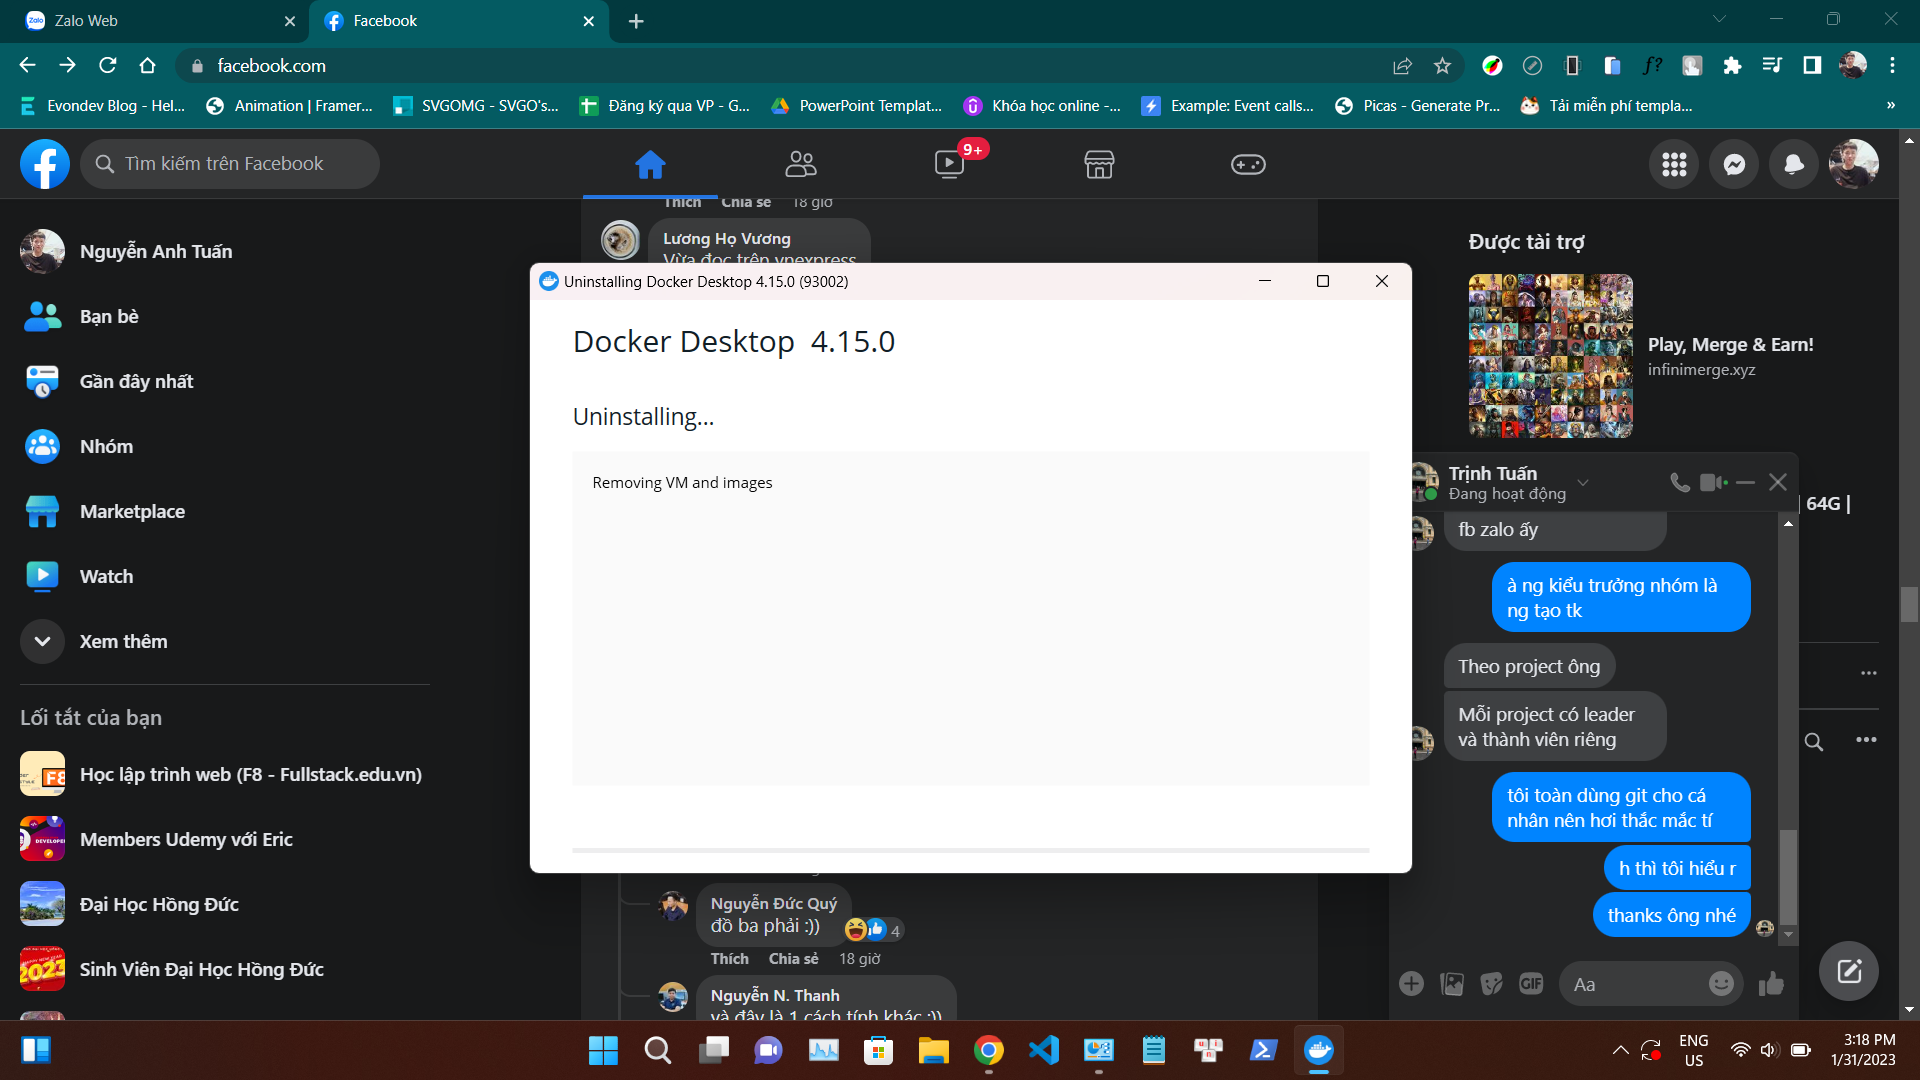 Zalo Web
Facebook
facebook.com
Evondev Blog - Hel...
Animation | Framer...
SVGOMG - SVGO's...
Đăng ký qua VP - G...
PowerPoint Templat...
Khóa học online -...
Example: Event calls...
Picas - Generate Pr...
Tải miễn phí templa...
»
Tìm kiếm trên Facebook
9+
Nguyễn Anh Tuấn
Bạn bè
Gần đây nhất
Nhóm
Marketplace
Watch
Xem thêm
Lối tắt của bạn
Học lập trình web (F8 - Fullstack.edu.vn)
Members Udemy với Eric
Đại Học Hồng Đức
Sinh Viên Đại Học Hồng Đức
Thích Chia sẻ 18 giờ
Lương Họ Vương
Vừa đọc trên vnexpress
Uninstalling Docker Desktop 4.15.0 (93002)
Docker Desktop 4.15.0
Uninstalling...
Removing VM and images
Nguyễn Đức Quý
đồ ba phải :))
4
Thích Chia sẻ 18 giờ
Nguyễn N. Thanh
và đây là 1 cách tính khác :))
Được tài trợ
Play, Merge & Earn!
infinimerge.xyz
| 64G |
Trịnh Tuấn
Đang hoạt động
fb zalo ấy
à ng kiểu trưởng nhóm là
ng tạo tk
Theo project ông
Mỗi project có leader
và thành viên riêng
tôi toàn dùng git cho cá
nhân nên hơi thắc mắc tí
h thì tôi hiểu r
thanks ông nhé
GIF
Aa
ENG
US
3:18 PM
1/31/2023